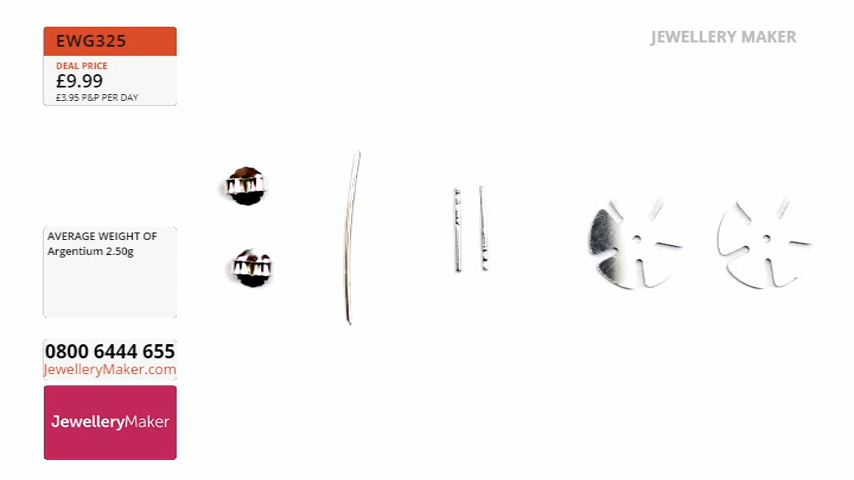 EWG325
DEAL PRICE
£9.99
£3.95 P&P PER DAY
JEWELLERY MAKER
AVERAGE WEIGHT OF
Argentium 2.50g
0800 6444 655
JewelleryMaker.com
JewelleryMaker